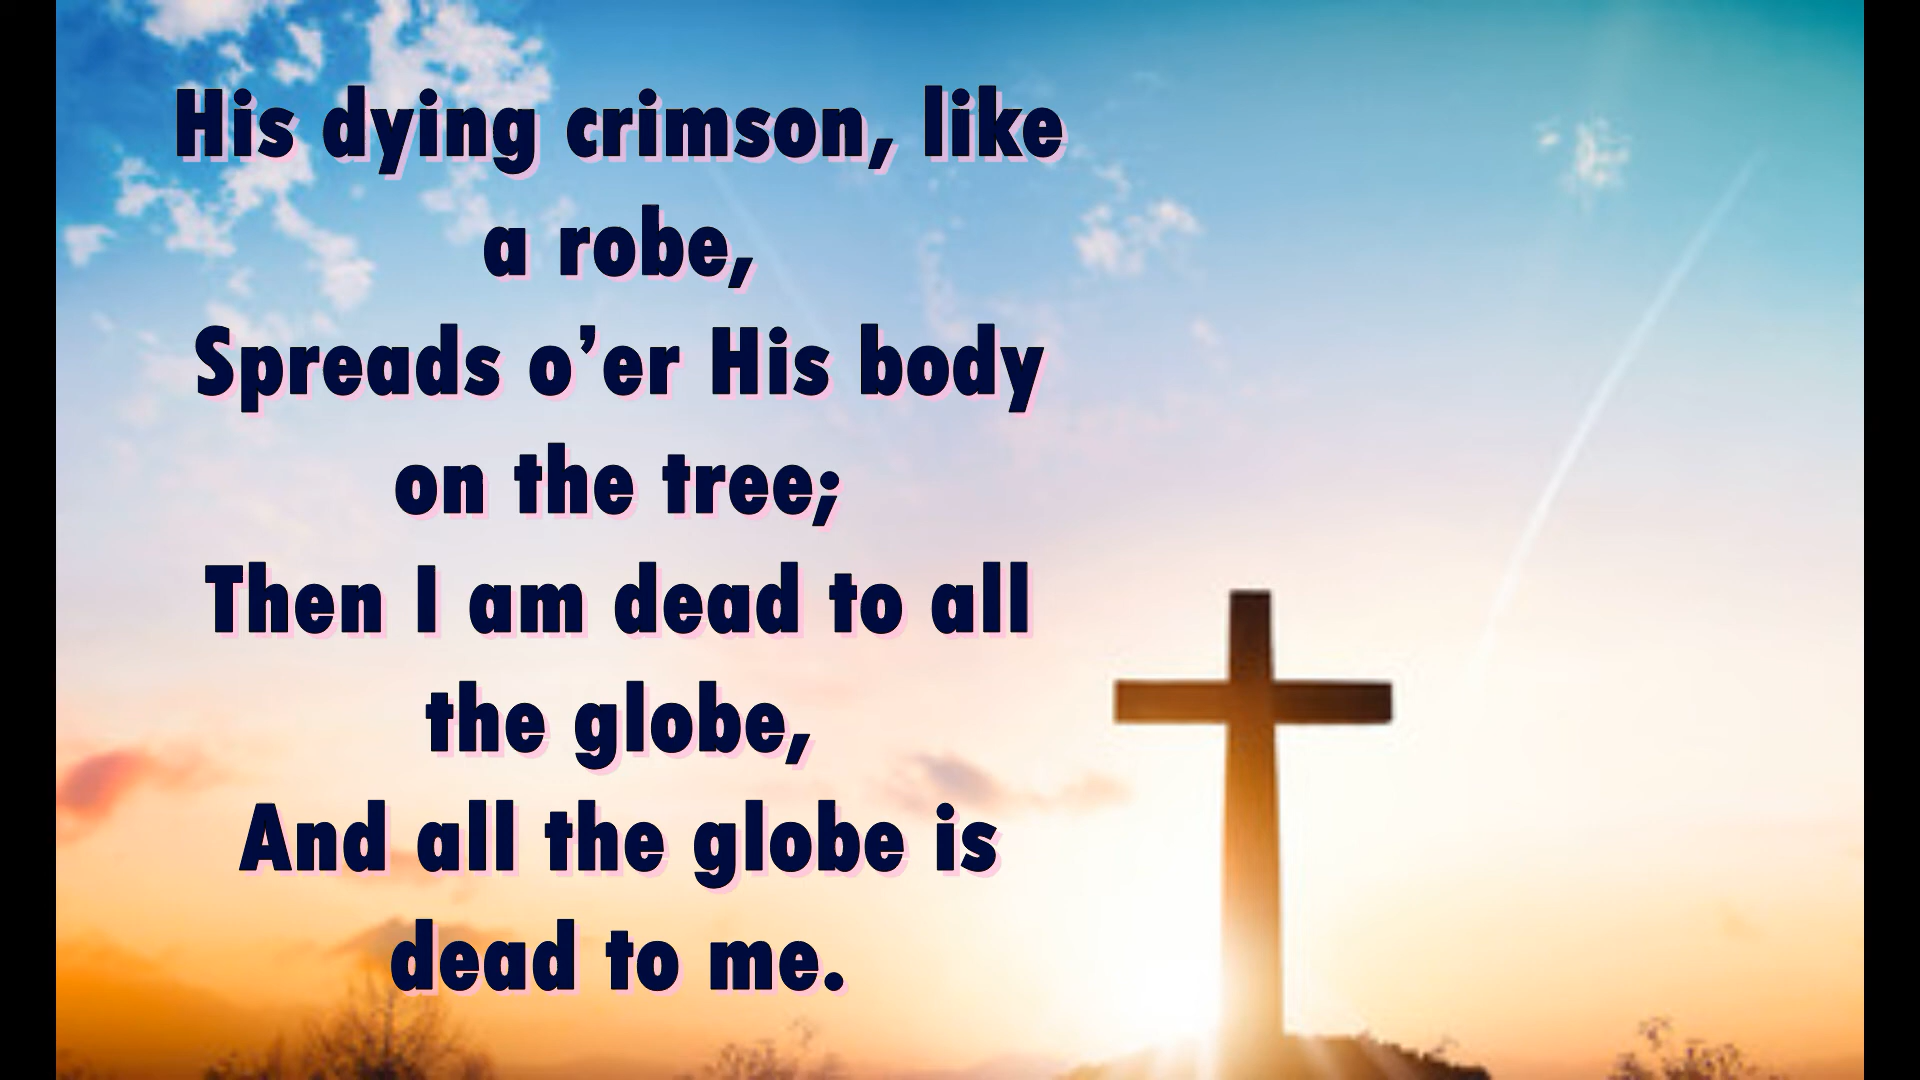 His dying crimson, like
a robe,
Spreads o’er His body
on the tree;
Then I am dead to all
the globe,
And all the globe is
dead to me.